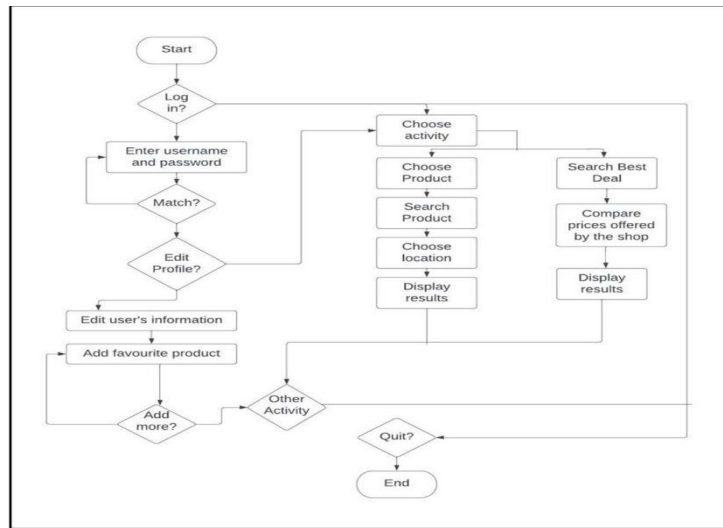 Start
Log
in?
Enter username
and password
Match?
Edit
Profile?
Edit user's information
Add favourite product
Add
more?
Choose
activity
Choose
Product
Search
Product
Choose
location
Display
results
Search Best
Deal
Compare
prices offered
by the shop
Display
results
Other
Activity
Quit?
End